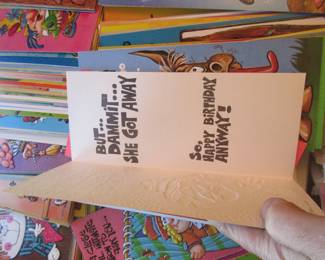 BUT...
DAMMIT...
SHE GOT AWAY
SO,
HAPPY BIRTHDAY
ANYWAY!